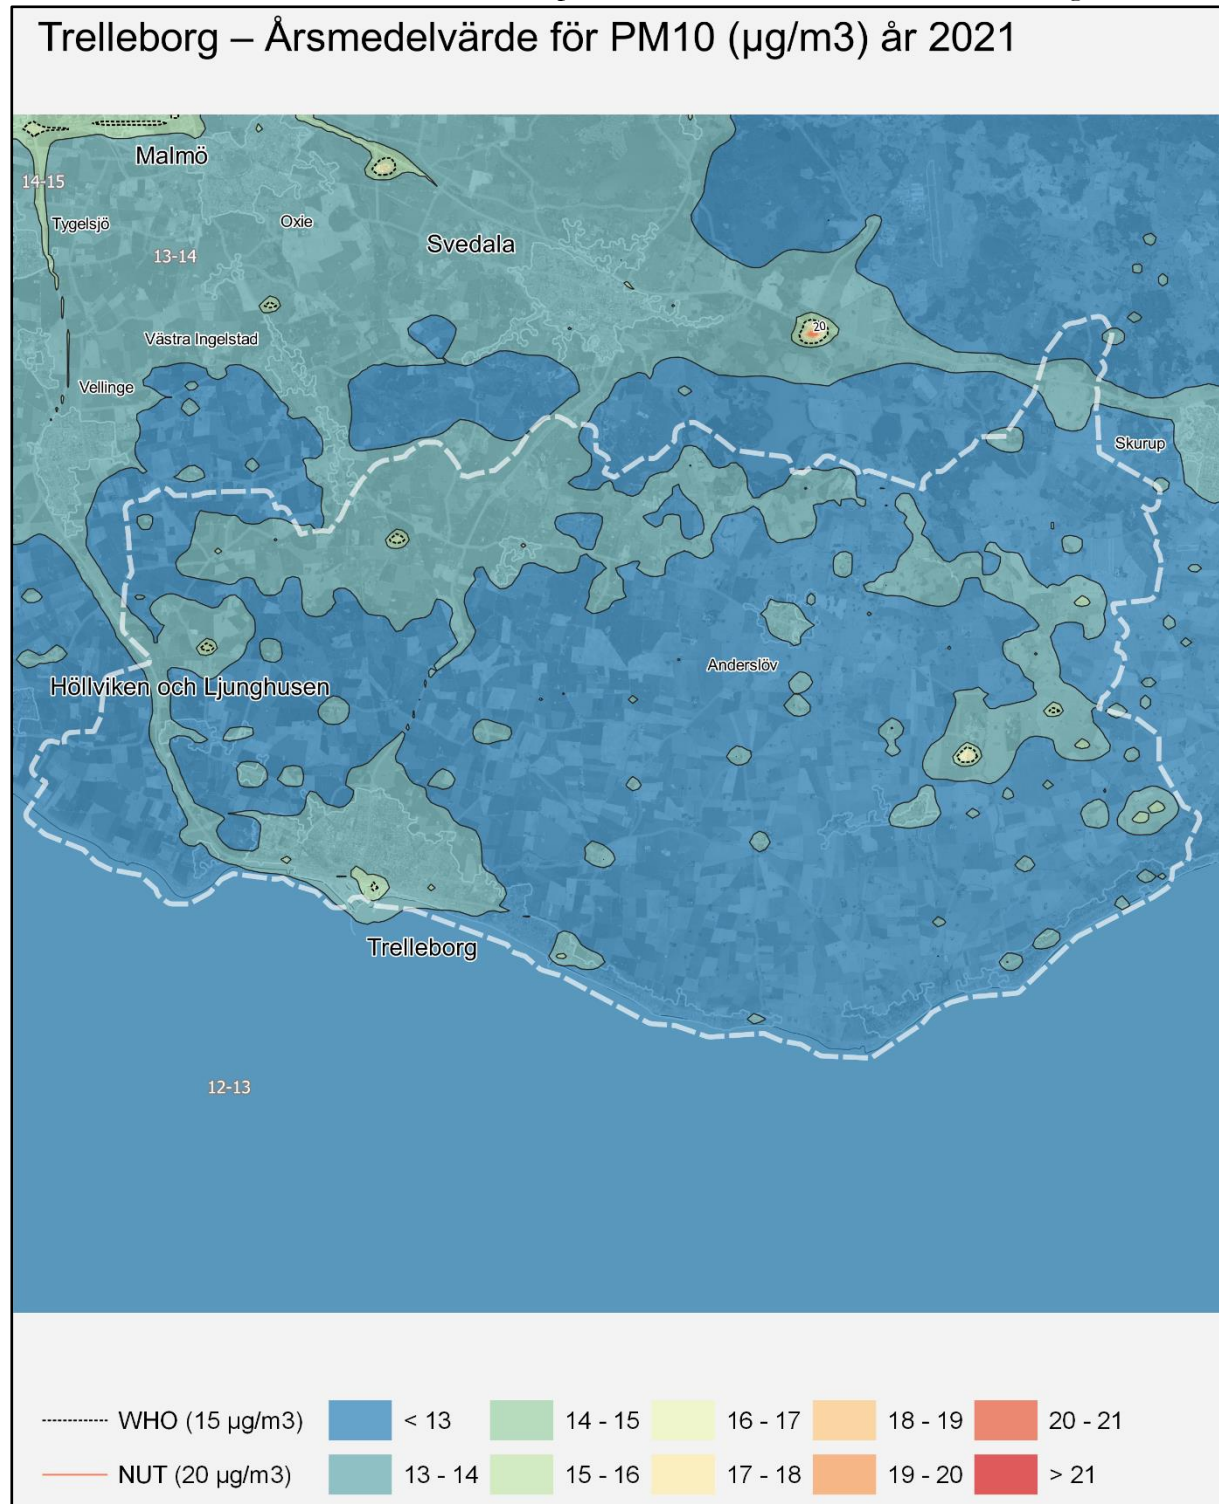 Trelleborg – Årsmedelvärde för PM10 (µg/m3) år 2021
Malmö
14-15
Tygelsjö
Oxie
Svedala
13-14
20
Västra Ingelstad
Vellinge
Skurup
Anderslöv
Höllviken och Ljunghusen
Trelleborg
12-13
WHO (15 µg/m3)
< 13
14 - 15
16 - 17
18 - 19
20 - 21
NUT (20 µg/m3)
13 - 14
15 - 16
17 - 18
19 - 20
> 21